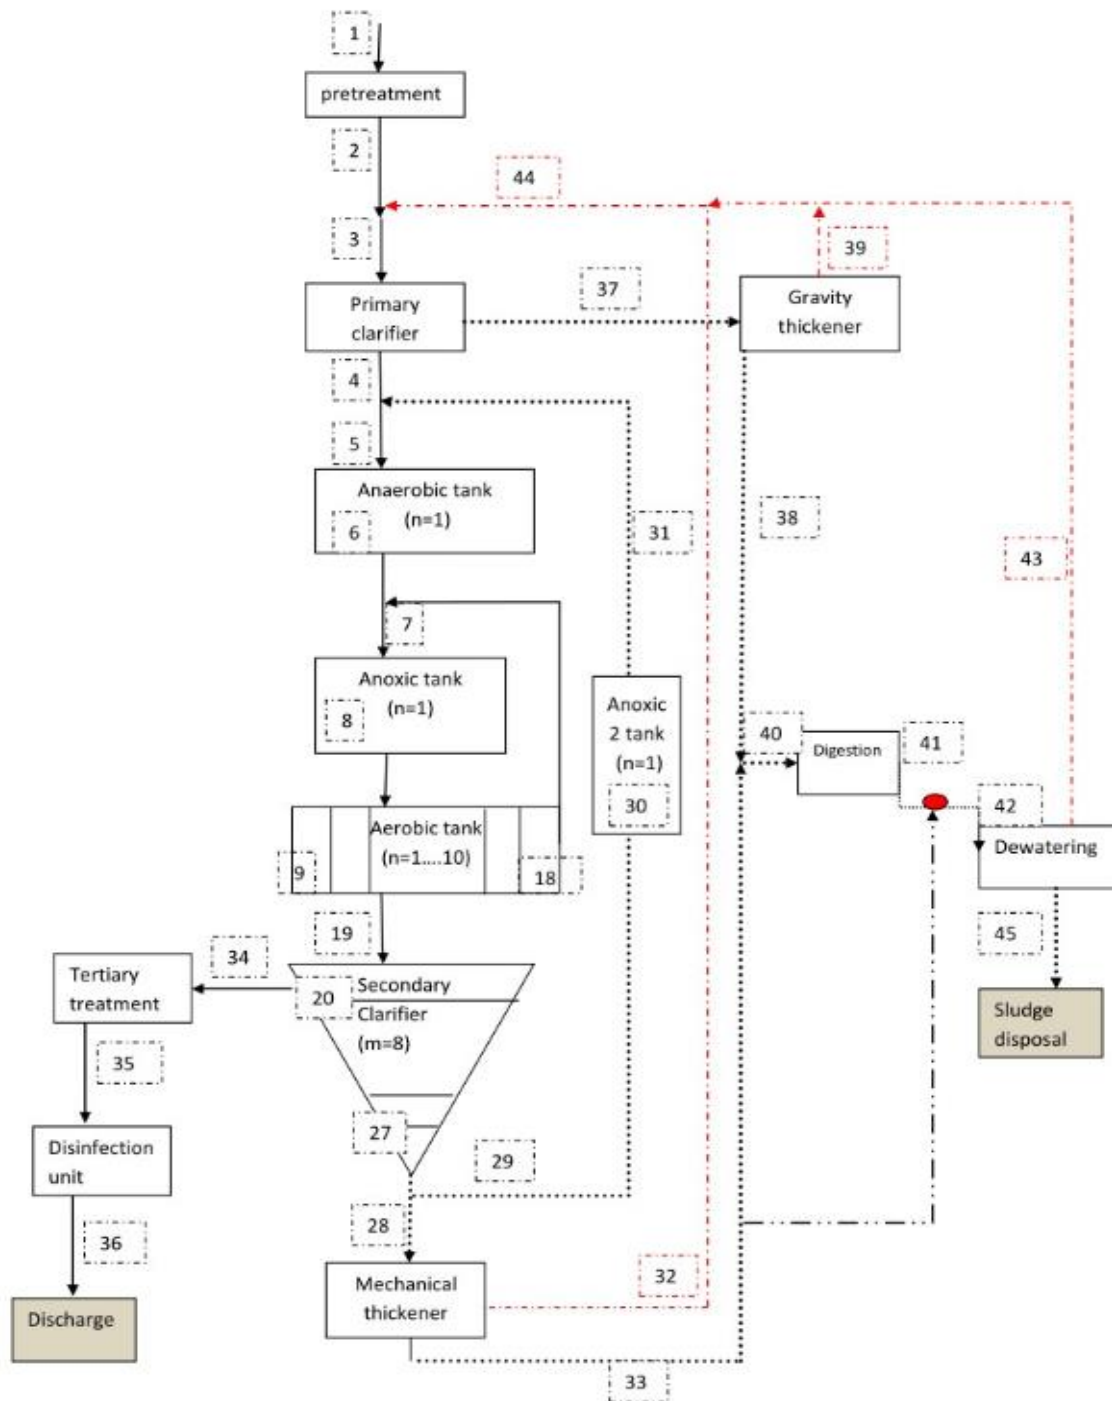 1
pretreatment
2
44
3
39
37
Primary
clarifier
Gravity
thickener
4
5
Anaerobic tank
(n=1)
6
31
38
43
7
Anoxic tank
(n=1)
8
Anoxic
2 tank
(n=1)
30
40
Digestion
41
42
Aerobic tank
(n=1....10)
9
18
Dewatering
19
45
34
Tertiary
treatment
20
Secondary
Clarifier
(m=8)
Sludge
disposal
35
27
Disinfection
unit
29
28
36
Mechanical
thickener
32
Discharge
33